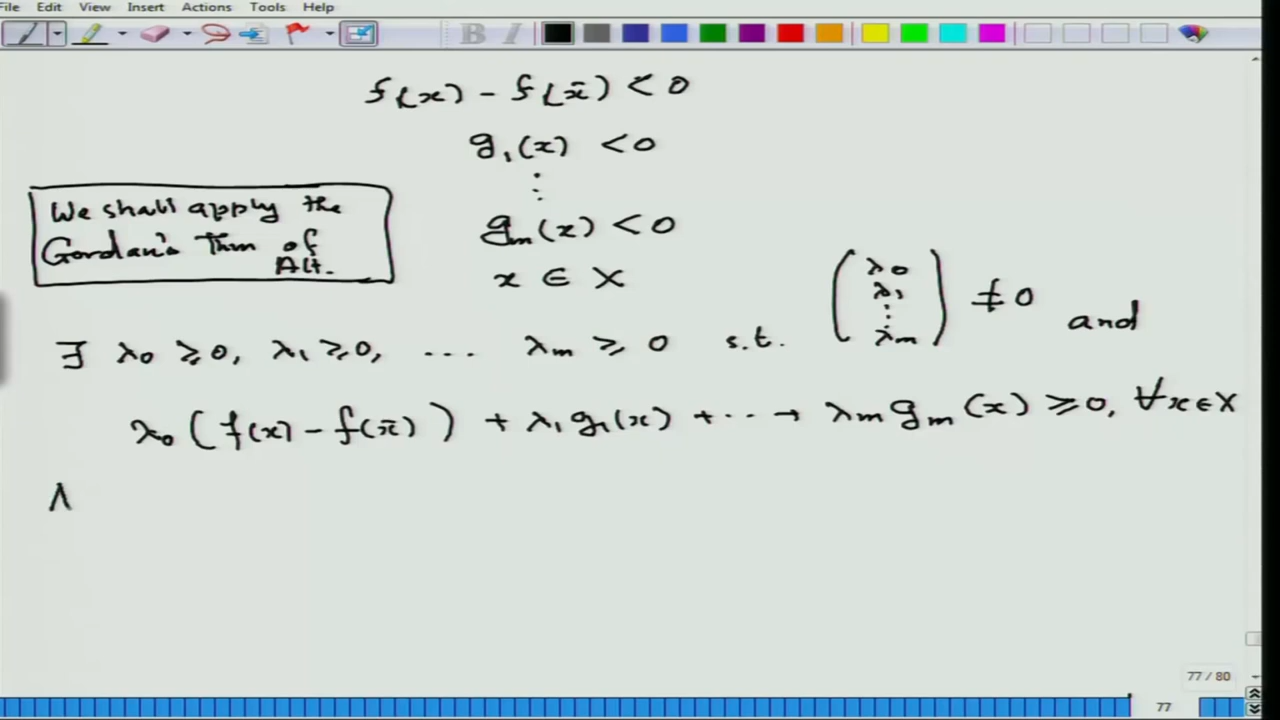 File Edit View Insert Actions Tools Help
f(x) - f(x̄) < 0
g₁(x) < 0
⋮
gₘ(x) < 0
x ∈ X
We shall apply the
Gordan's Thm of
Alt.
∃ λ₀ ≥ 0, λ₁ ≥ 0, ... λₘ ≥ 0 s.t. (λ₀ λ₁ ⋮ λₘ) ≠ 0 and
λ₀(f(x) - f(x̄)) + λ₁g₁(x) + ... + λₘgₘ(x) ≥ 0, ∀x∈X
77 / 80
77